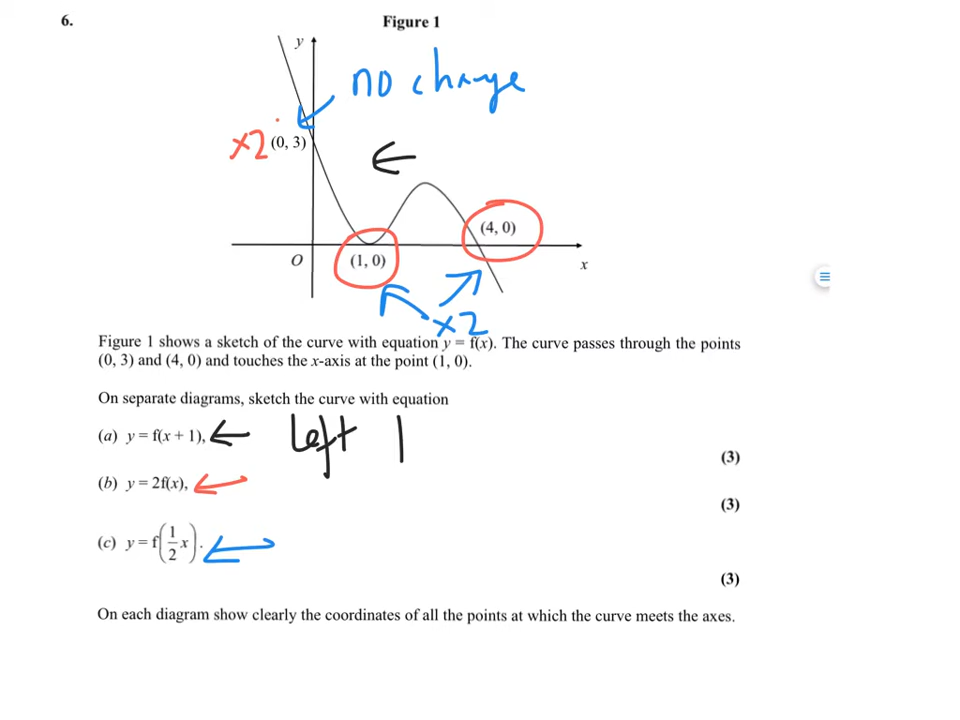 6.
Figure 1
y
no change
×2 (0, 3)
(4, 0)
O
(1, 0)
x
×2
Figure 1 shows a sketch of the curve with equation y = f(x). The curve passes through the points
(0, 3) and (4, 0) and touches the x-axis at the point (1, 0).
On separate diagrams, sketch the curve with equation
(a) y = f(x + 1), left 1
(3)
(b) y = 2f(x),
(3)
(c) y = f(1/2 x).
(3)
On each diagram show clearly the coordinates of all the points at which the curve meets the axes.